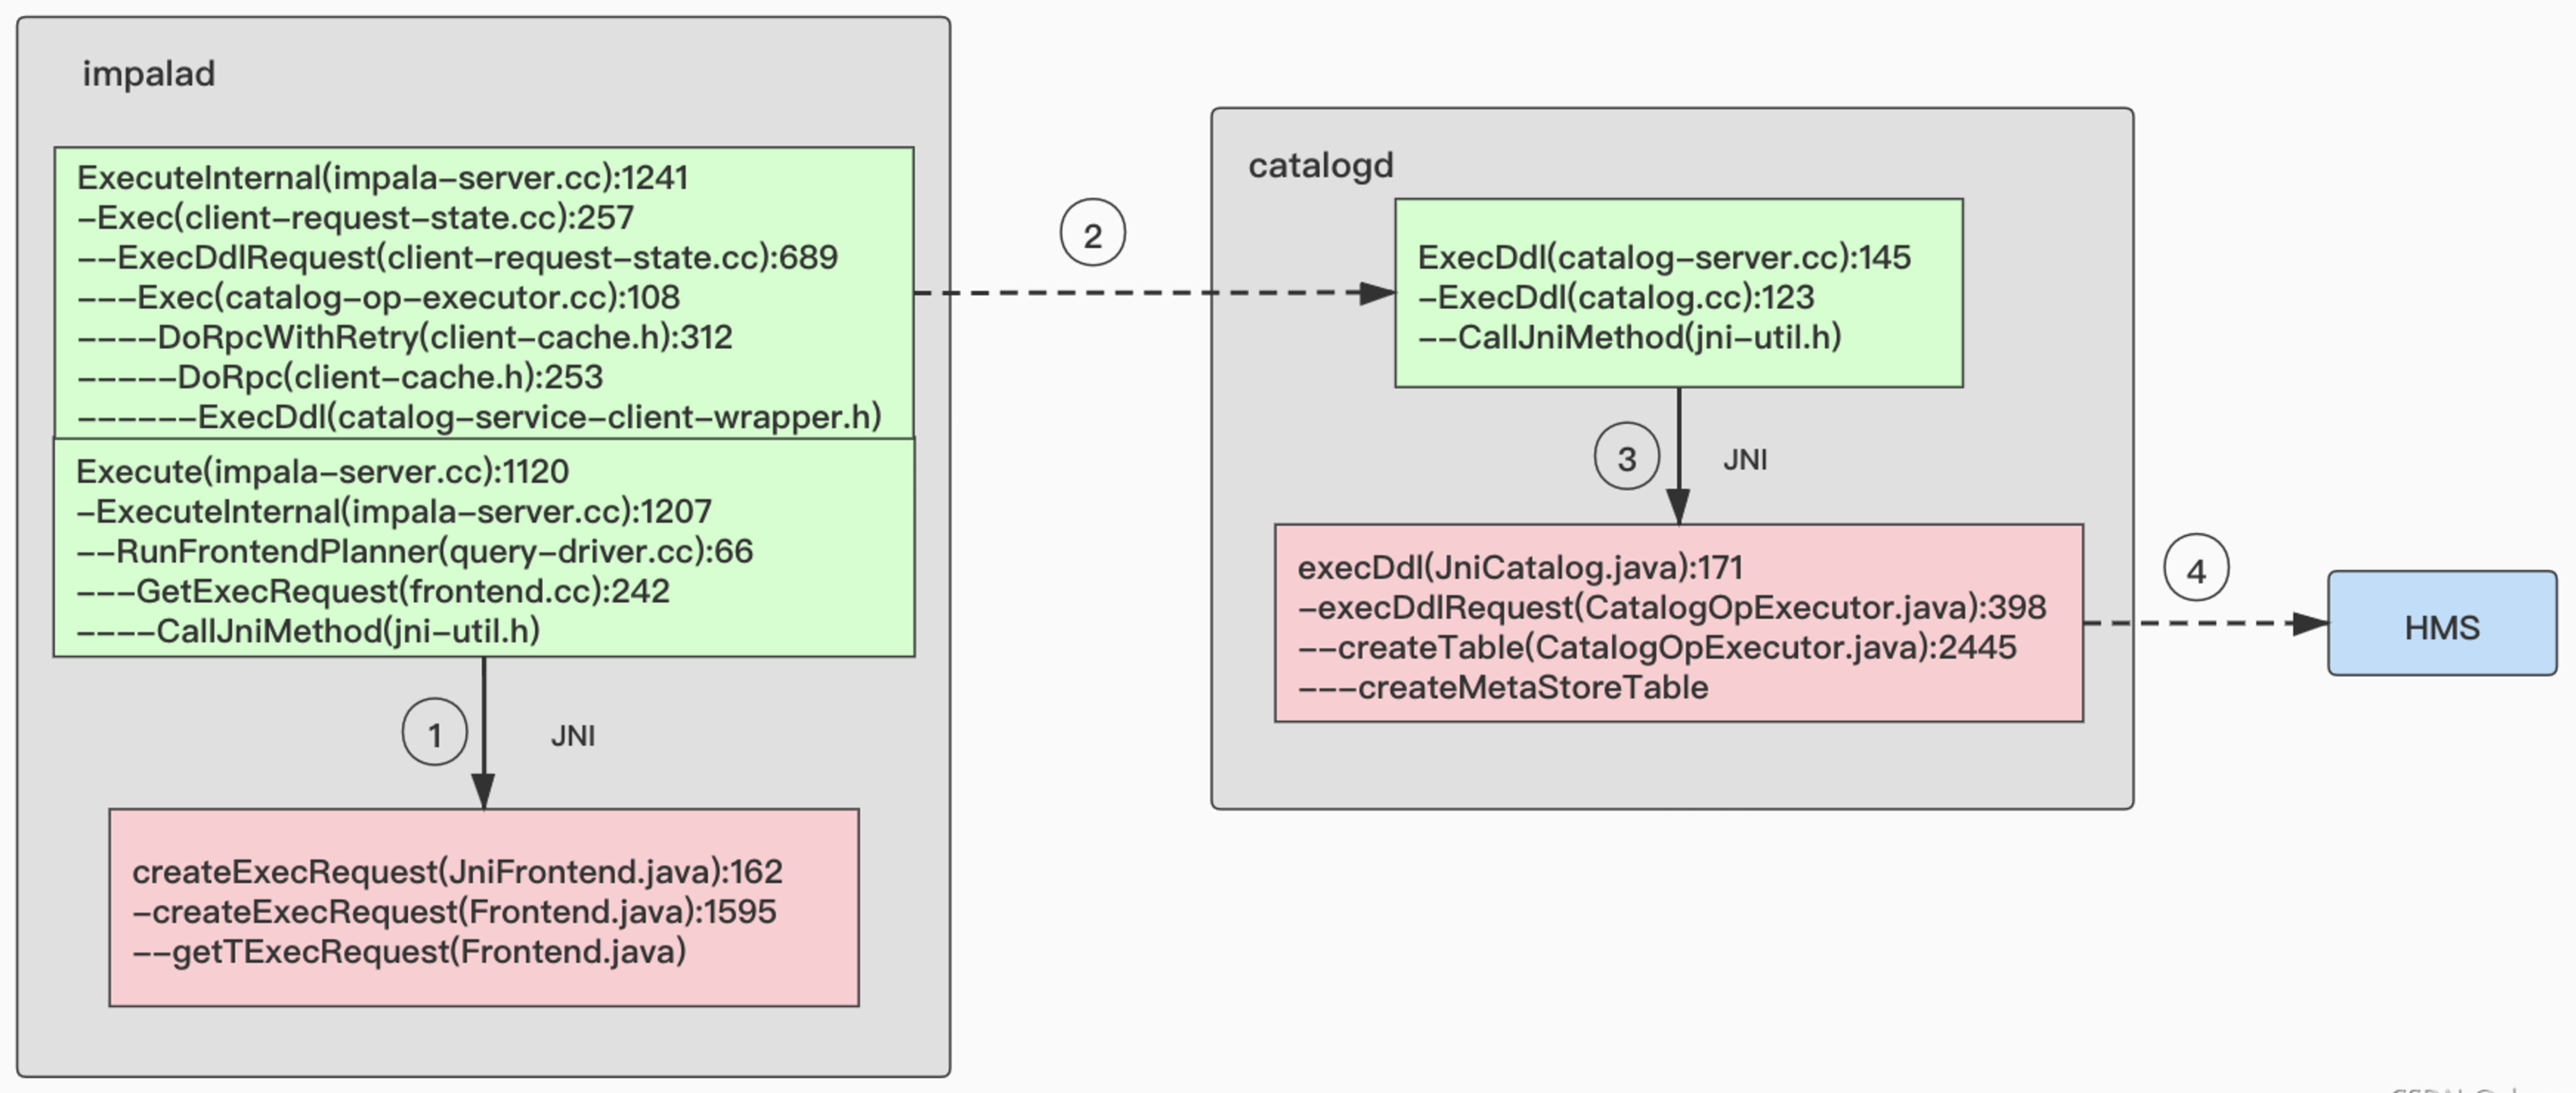 impalad
ExecuteInternal(impala-server.cc):1241
-Exec(client-request-state.cc):257
--ExecDdlRequest(client-request-state.cc):689
---Exec(catalog-op-executor.cc):108
----DoRpcWithRetry(client-cache.h):312
-----DoRpc(client-cache.h):253
------ExecDdl(catalog-service-client-wrapper.h)
Execute(impala-server.cc):1120
-ExecuteInternal(impala-server.cc):1207
--RunFrontendPlanner(query-driver.cc):66
---GetExecRequest(frontend.cc):242
----CallJniMethod(jni-util.h)
1
JNI
createExecRequest(JniFrontend.java):162
-createExecRequest(Frontend.java):1595
--getTExecRequest(Frontend.java)
2
catalogd
ExecDdl(catalog-server.cc):145
-ExecDdl(catalog.cc):123
--CallJniMethod(jni-util.h)
3
JNI
execDdl(JniCatalog.java):171
-execDdlRequest(CatalogOpExecutor.java):398
--createTable(CatalogOpExecutor.java):2445
---createMetaStoreTable
4
HMS